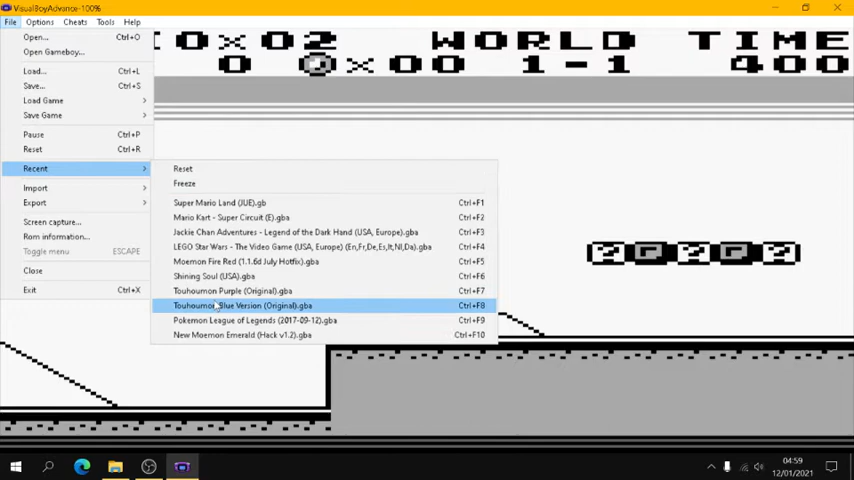 VisualBoyAdvance-100%
File Options Cheats Tools Help
Open... Ctrl+O
Open Gameboy...
Load... Ctrl+L
Save... Ctrl+S
Load Game
Save Game
Pause Ctrl+P
Reset Ctrl+R
Recent
Import
Export
Screen capture...
Rom information...
Toggle menu ESCAPE
Close
Exit Ctrl+X
Reset
Freeze
Super Mario Land (JUE).gb Ctrl+F1
Mario Kart - Super Circuit (E).gba Ctrl+F2
Jackie Chan Adventures - Legend of the Dark Hand (USA, Europe).gba Ctrl+F3
LEGO Star Wars - The Video Game (USA, Europe) (En,Fr,De,Es,It,Nl,Da).gba Ctrl+F4
Moemon Fire Red (1.1.6d July Hotfix).gba Ctrl+F5
Shining Soul (USA).gba Ctrl+F6
Touhoumon Purple (Original).gba Ctrl+F7
Touhoumon Blue Version (Original).gba Ctrl+F8
Pokemon League of Legends (2017-09-12).gba Ctrl+F9
New Moemon Emerald (Hack v1.2).gba Ctrl+F10
O×02 WORLD TIME
0 ×00 1-1 400
? ? ?
04:59
12/01/2021